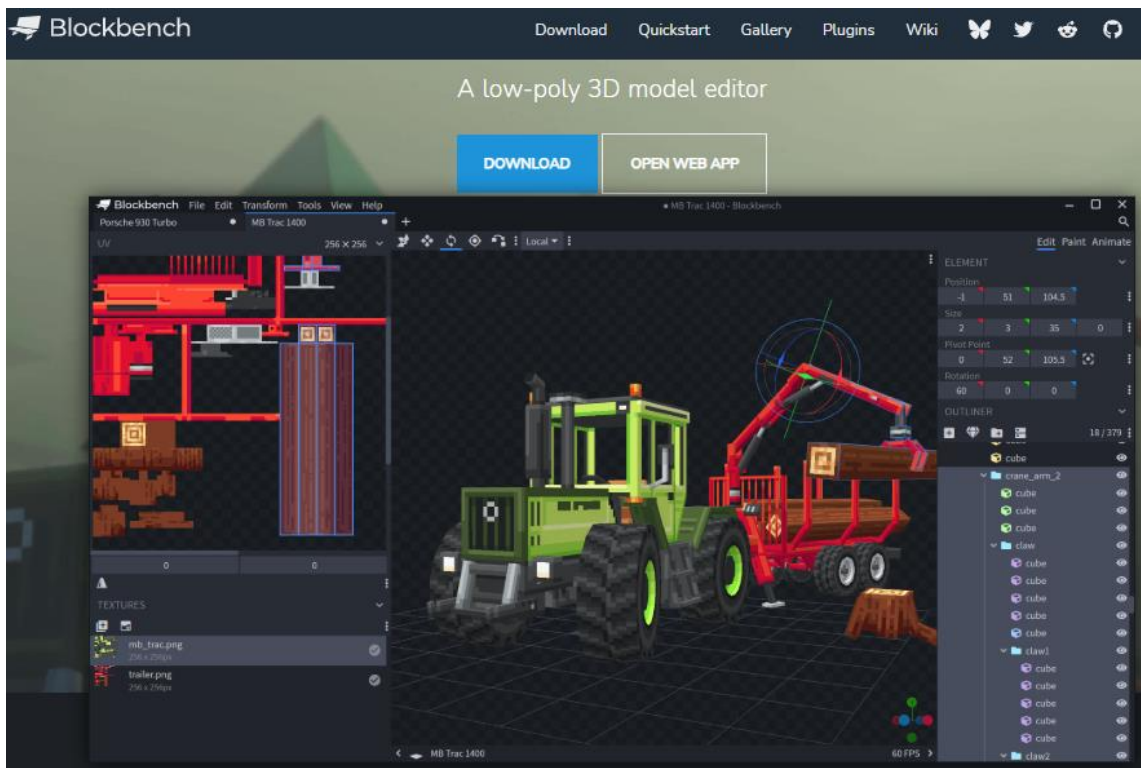 Blockbench
Download Quickstart Gallery Plugins Wiki
A low-poly 3D model editor
DOWNLOAD OPEN WEB APP
Blockbench File Edit Transform Tools View Help
MB Trac 1400 - Blockbench
Porsche 930 Turbo MB Trac 1400 +
UV 256 × 256
Local
Edit Paint Animate
ELEMENT
Position
-1 51 104.5
Size
2 3 35 0
Pivot Point
0 52 105.5
Rotation
60 0 0
OUTLINER
18 / 379
cube
crane_arm_2
cube
cube
cube
claw
cube
cube
cube
cube
cube
claw1
cube
cube
cube
cube
cube
claw2
0 0
TEXTURES
mb_trac.png
256 x 256px
trailer.png
256 x 256px
MB Trac 1400
60 FPS